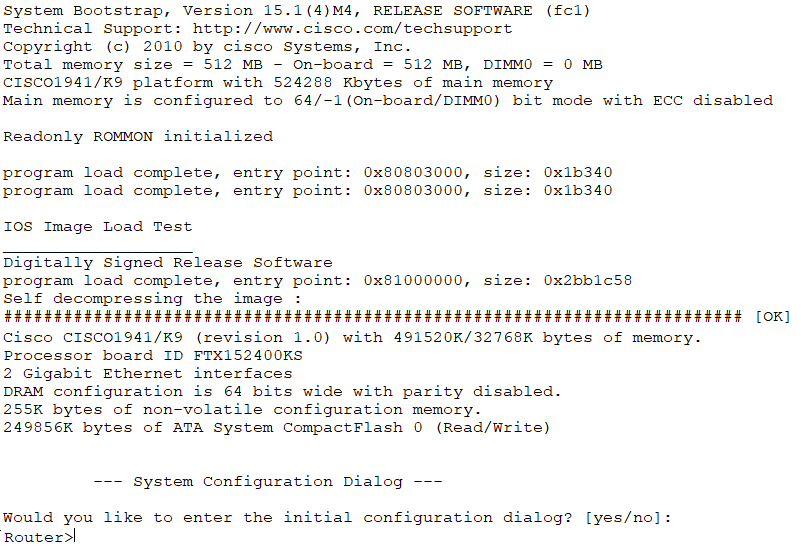 System Bootstrap, Version 15.1(4)M4, RELEASE SOFTWARE (fc1)
Technical Support: http://www.cisco.com/techsupport
Copyright (c) 2010 by cisco Systems, Inc.
Total memory size = 512 MB - On-board = 512 MB, DIMM0 = 0 MB
CISCO1941/K9 platform with 524288 Kbytes of main memory
Main memory is configured to 64/-1(On-board/DIMM0) bit mode with ECC disabled
Readonly ROMMON initialized
program load complete, entry point: 0x80803000, size: 0x1b340
program load complete, entry point: 0x80803000, size: 0x1b340
IOS Image Load Test
___________________
Digitally Signed Release Software
program load complete, entry point: 0x81000000, size: 0x2bb1c58
Self decompressing the image :
########################################################################## [OK]
Cisco CISCO1941/K9 (revision 1.0) with 491520K/32768K bytes of memory.
Processor board ID FTX152400KS
2 Gigabit Ethernet interfaces
DRAM configuration is 64 bits wide with parity disabled.
255K bytes of non-volatile configuration memory.
249856K bytes of ATA System CompactFlash 0 (Read/Write)
--- System Configuration Dialog ---
Would you like to enter the initial configuration dialog? [yes/no]:
Router>